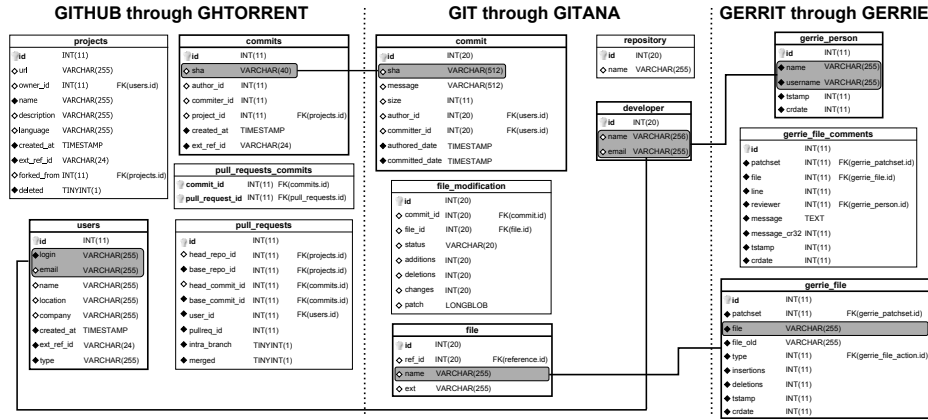 GITHUB through GHTORRENT
GIT through GITANA
GERRIT through GERRIE
projects
id INT(11)
url VARCHAR(255)
owner_id INT(11) FK(users.id)
name VARCHAR(255)
description VARCHAR(255)
language VARCHAR(255)
created_at TIMESTAMP
ext_ref_id VARCHAR(24)
forked_from INT(11) FK(projects.id)
deleted TINYINT(1)
commits
id INT(11)
sha VARCHAR(40)
author_id INT(11)
commiter_id INT(11)
project_id INT(11) FK(projects.id)
created_at TIMESTAMP
ext_ref_id VARCHAR(24)
pull_requests_commits
commit_id INT(11) FK(commits.id)
pull_request_id INT(11) FK(pull_requests.id)
users
id INT(11)
login VARCHAR(255)
email VARCHAR(255)
name VARCHAR(255)
location VARCHAR(255)
company VARCHAR(255)
created_at TIMESTAMP
ext_ref_id VARCHAR(24)
type VARCHAR(255)
pull_requests
id INT(11)
head_repo_id INT(11) FK(projects.id)
base_repo_id INT(11) FK(projects.id)
head_commit_id INT(11) FK(commits.id)
base_commit_id INT(11) FK(commits.id)
user_id INT(11) FK(users.id)
pullreq_id INT(11)
intra_branch TINYINT(1)
merged TINYINT(1)
commit
id INT(20)
sha VARCHAR(512)
message VARCHAR(512)
size INT(11)
author_id INT(20) FK(users.id)
committer_id INT(20) FK(users.id)
authored_date TIMESTAMP
committed_date TIMESTAMP
repository
id INT(20)
name VARCHAR(255)
developer
id INT(20)
name VARCHAR(256)
email VARCHAR(255)
file_modification
id INT(20)
commit_id INT(20) FK(commit.id)
file_id INT(20) FK(file.id)
status VARCHAR(20)
additions INT(20)
deletions INT(20)
changes INT(20)
patch LONGBLOB
file
id INT(20)
ref_id INT(20) FK(reference.id)
name VARCHAR(255)
ext VARCHAR(255)
gerrie_person
id INT(11)
name VARCHAR(255)
username VARCHAR(255)
tstamp INT(11)
crdate INT(11)
gerrie_file_comments
id INT(11)
patchset INT(11) FK(gerrie_patchset.id)
file INT(11) FK(gerrie_file.id)
line INT(11)
reviewer INT(11) FK(gerrie_person.id)
message TEXT
message_cr32 INT(11)
tstamp INT(11)
crdate INT(11)
gerrie_file
id INT(11)
patchset INT(11) FK(gerrie_patchset.id)
file VARCHAR(255)
file_old VARCHAR(255)
type INT(11) FK(gerrie_file_action.id)
insertions INT(11)
deletions INT(11)
tstamp INT(11)
crdate INT(11)